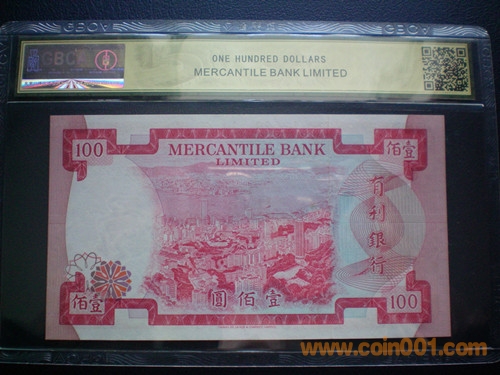 GBCA
ONE HUNDRED DOLLARS
MERCANTILE BANK LIMITED
100
MERCANTILE BANK
LIMITED
佰壹
有利銀行
佰壹
圓佰壹
100
www.coin001.com